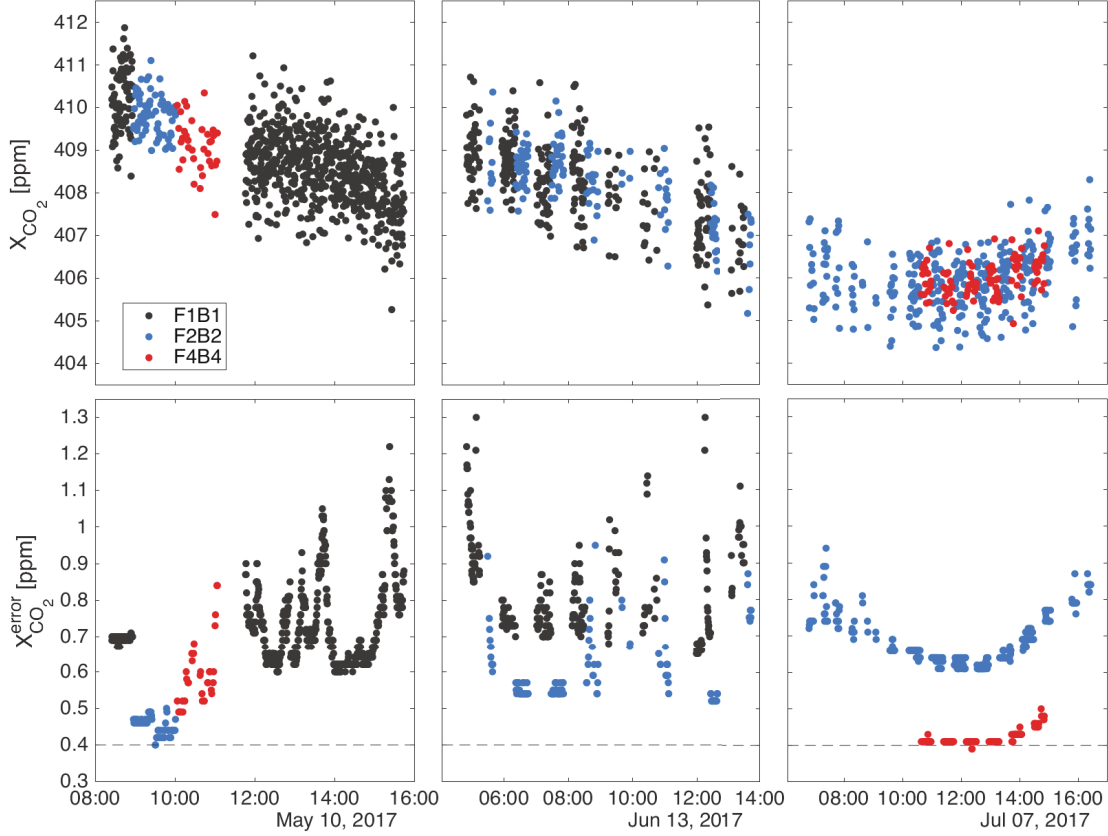 412
411
410
409
408
407
406
405
404
X_CO2 [ppm]
F1B1
F2B2
F4B4
1.3
1.2
1.1
1
0.9
0.8
0.7
0.6
0.5
0.4
0.3
X^error_CO2 [ppm]
08:00 10:00 12:00 14:00 16:00
May 10, 2017
06:00 08:00 10:00 12:00 14:00
Jun 13, 2017
08:00 10:00 12:00 14:00 16:00
Jul 07, 2017